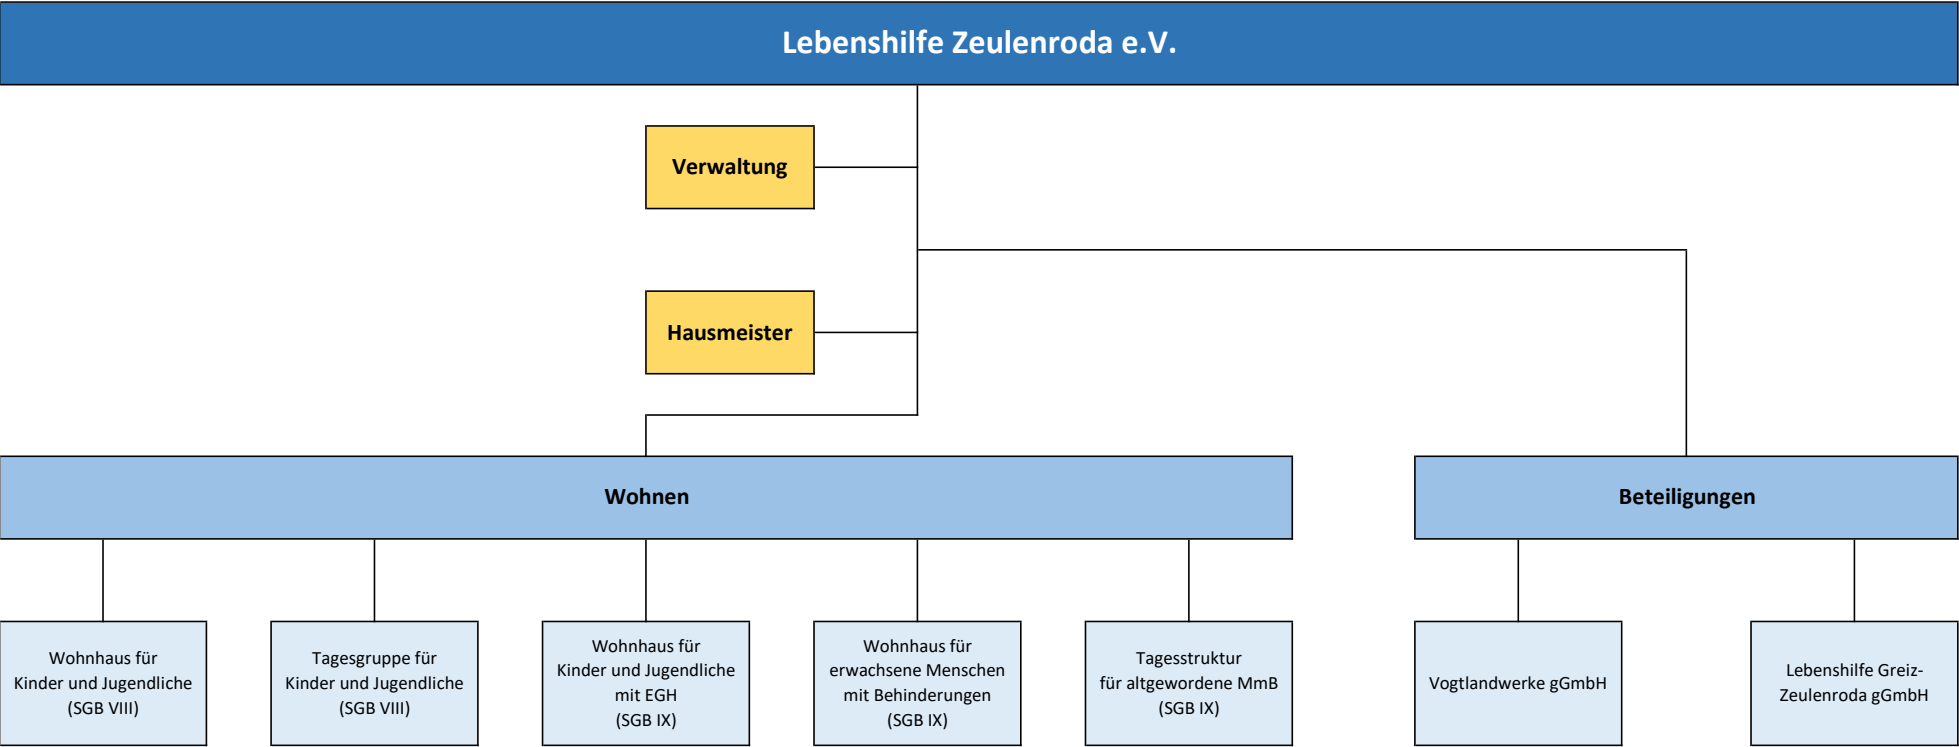 Lebenshilfe Zeulenroda e.V.
Verwaltung
Hausmeister
Wohnen
Beteiligungen
Wohnhaus für
Kinder und Jugendliche
(SGB VIII)
Tagesgruppe für
Kinder und Jugendliche
(SGB VIII)
Wohnhaus für
Kinder und Jugendliche
mit EGH
(SGB IX)
Wohnhaus für
erwachsene Menschen
mit Behinderungen
(SGB IX)
Tagesstruktur
für altgewordene MmB
(SGB IX)
Vogtlandwerke gGmbH
Lebenshilfe Greiz-
Zeulenroda gGmbH